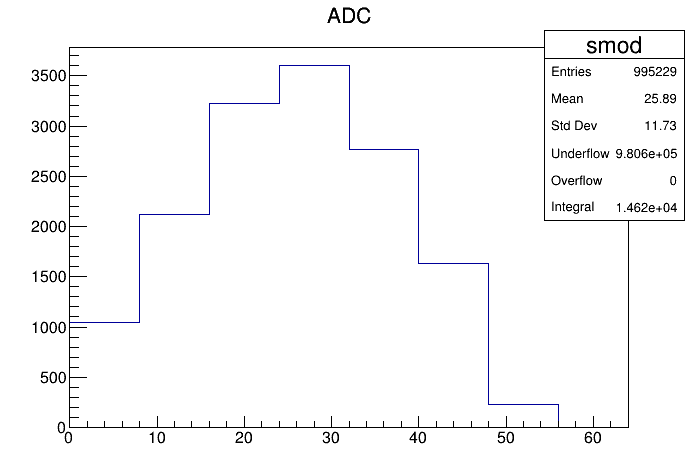 ADC
smod
Entries 995229
Mean 25.89
Std Dev 11.73
Underflow 9.806e+05
Overflow 0
Integral 1.462e+04
3500
3000
2500
2000
1500
1000
500
0
0 10 20 30 40 50 60